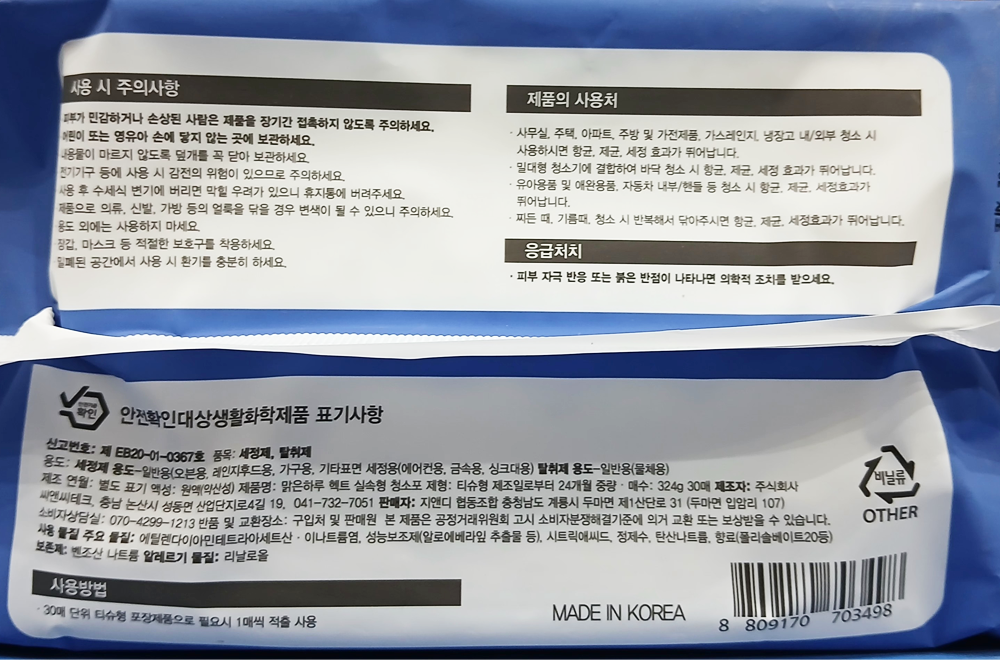 사용 시 주의사항
피부가 민감하거나 손상된 사람은 제품을 장기간 접촉하지 않도록 주의하세요.
어린이 또는 영유아 손에 닿지 않는 곳에 보관하세요.
내용물이 마르지 않도록 덮개를 꼭 닫아 보관하세요.
전기기구 등에 사용 시 감전의 위험이 있으므로 주의하세요.
사용 후 수세식 변기에 버리면 막힐 우려가 있으니 휴지통에 버려주세요.
제품으로 의류, 신발, 가방 등의 얼룩을 닦을 경우 변색이 될 수 있으니 주의하세요.
용도 외에는 사용하지 마세요.
장갑, 마스크 등 적절한 보호구를 착용하세요.
밀폐된 공간에서 사용 시 환기를 충분히 하세요.
제품의 사용처
· 사무실, 주택, 아파트, 주방 및 가전제품, 가스레인지, 냉장고 내/외부 청소 시
사용하시면 항균, 제균, 세정 효과가 뛰어납니다.
· 밀대형 청소기에 결합하여 바닥 청소 시 항균, 제균, 세정 효과가 뛰어납니다.
· 유아용품 및 애완용품, 자동차 내부/핸들 등 청소 시 항균, 제균, 세정효과가
뛰어납니다.
· 찌든 때, 기름때, 청소 시 반복해서 닦아주시면 항균, 제균, 세정효과가 뛰어납니다.
응급처치
· 피부 자극 반응 또는 붉은 반점이 나타나면 의학적 조치를 받으세요.
확인
안전확인대상생활화학제품 표기사항
신고번호: 제 EB20-01-0367호 품목: 세정제, 탈취제
용도: 세정제 용도-일반용(오븐용, 레인지후드용, 가구용, 기타표면 세정용(에어컨용, 금속용, 싱크대용) 탈취제 용도-일반용(물체용)
제조 연월: 별도 표기 액성: 원액(약산성) 제품명: 맑은하루 헥트 실속형 청소포 제형: 티슈형 제조일로부터 24개월 중량 · 매수: 324g 30매 제조자: 주식회사
씨엔씨테크, 충남 논산시 성동면 산업단지로4길 19, 041-732-7051 판매자: 지앤디 협동조합 충청남도 계룡시 두마면 제1산단로 31 (두마면 입암리 107)
소비자상담실: 070-4299-1213 반품 및 교환장소: 구입처 및 판매원 본 제품은 공정거래위원회 고시 소비자분쟁해결기준에 의거 교환 또는 보상받을 수 있습니다.
사용 물질 주요 물질: 에틸렌다이아민테트라아세트산 · 이나트륨염, 성능보조제(알로에베라잎 추출물 등), 시트릭애씨드, 정제수, 탄산나트륨, 향료(폴리솔베이트20등)
보존제: 벤조산 나트륨 알레르기 물질: 리날로올
비닐류
OTHER
사용방법
· 30매 단위 티슈형 포장제품으로 필요시 1매씩 적출 사용
MADE IN KOREA
8 809170 703498